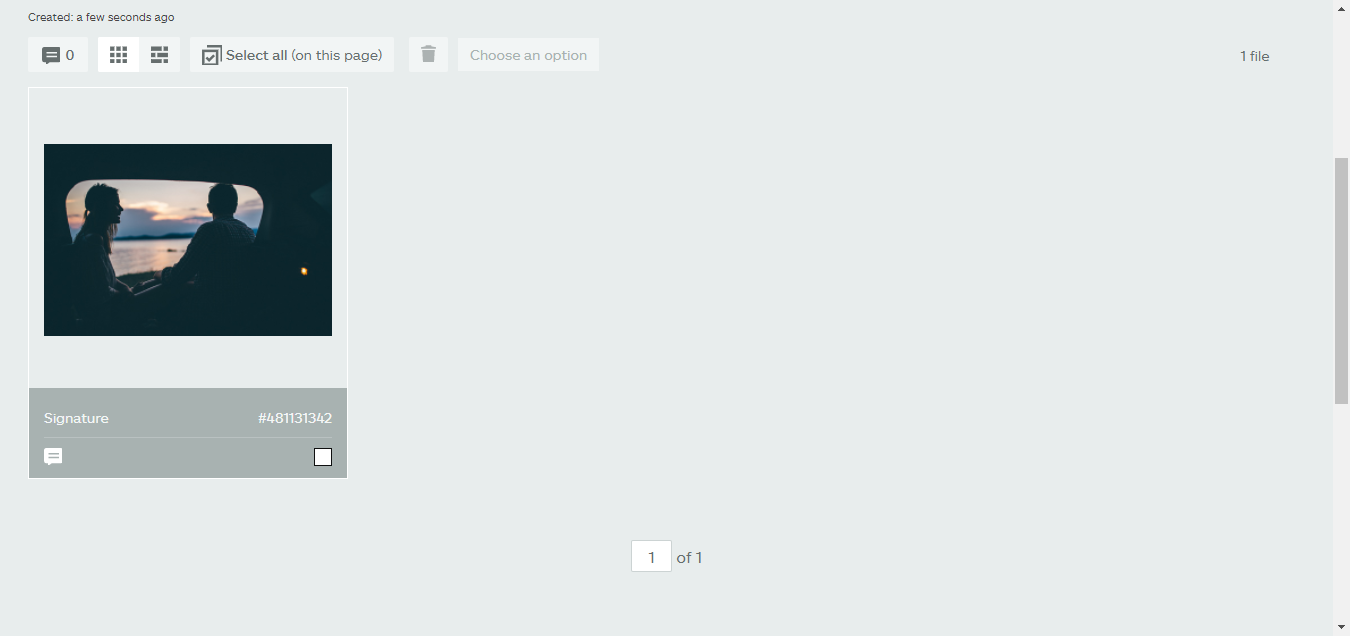 Created: a few seconds ago
0 Select all (on this page) Choose an option 1 file
Signature #481131342
1 of 1